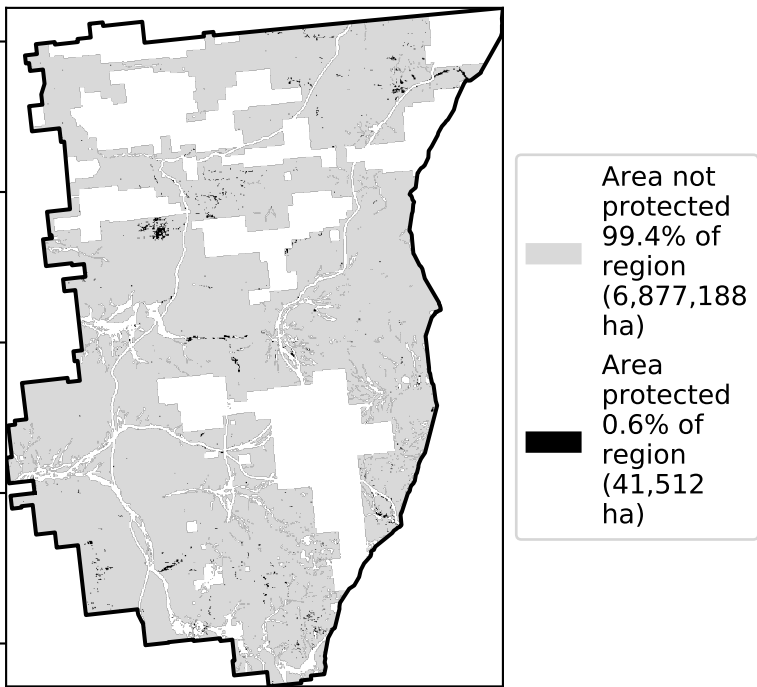 Area not
protected
99.4% of
region
(6,877,188
ha)
Area
protected
0.6% of
region
(41,512
ha)